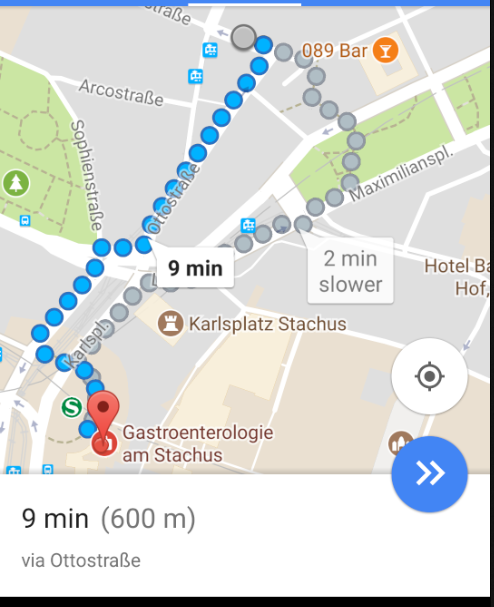 straße
089 Bar
Arcostraße
Sophienstraße
Ottostraße
Maximilianspl.
9 min
2 min
slower
Hotel Ba
Hof,
Karlsplatz Stachus
Karlspl.
S
Gastroenterologie
am Stachus
9 min (600 m)
via Ottostraße